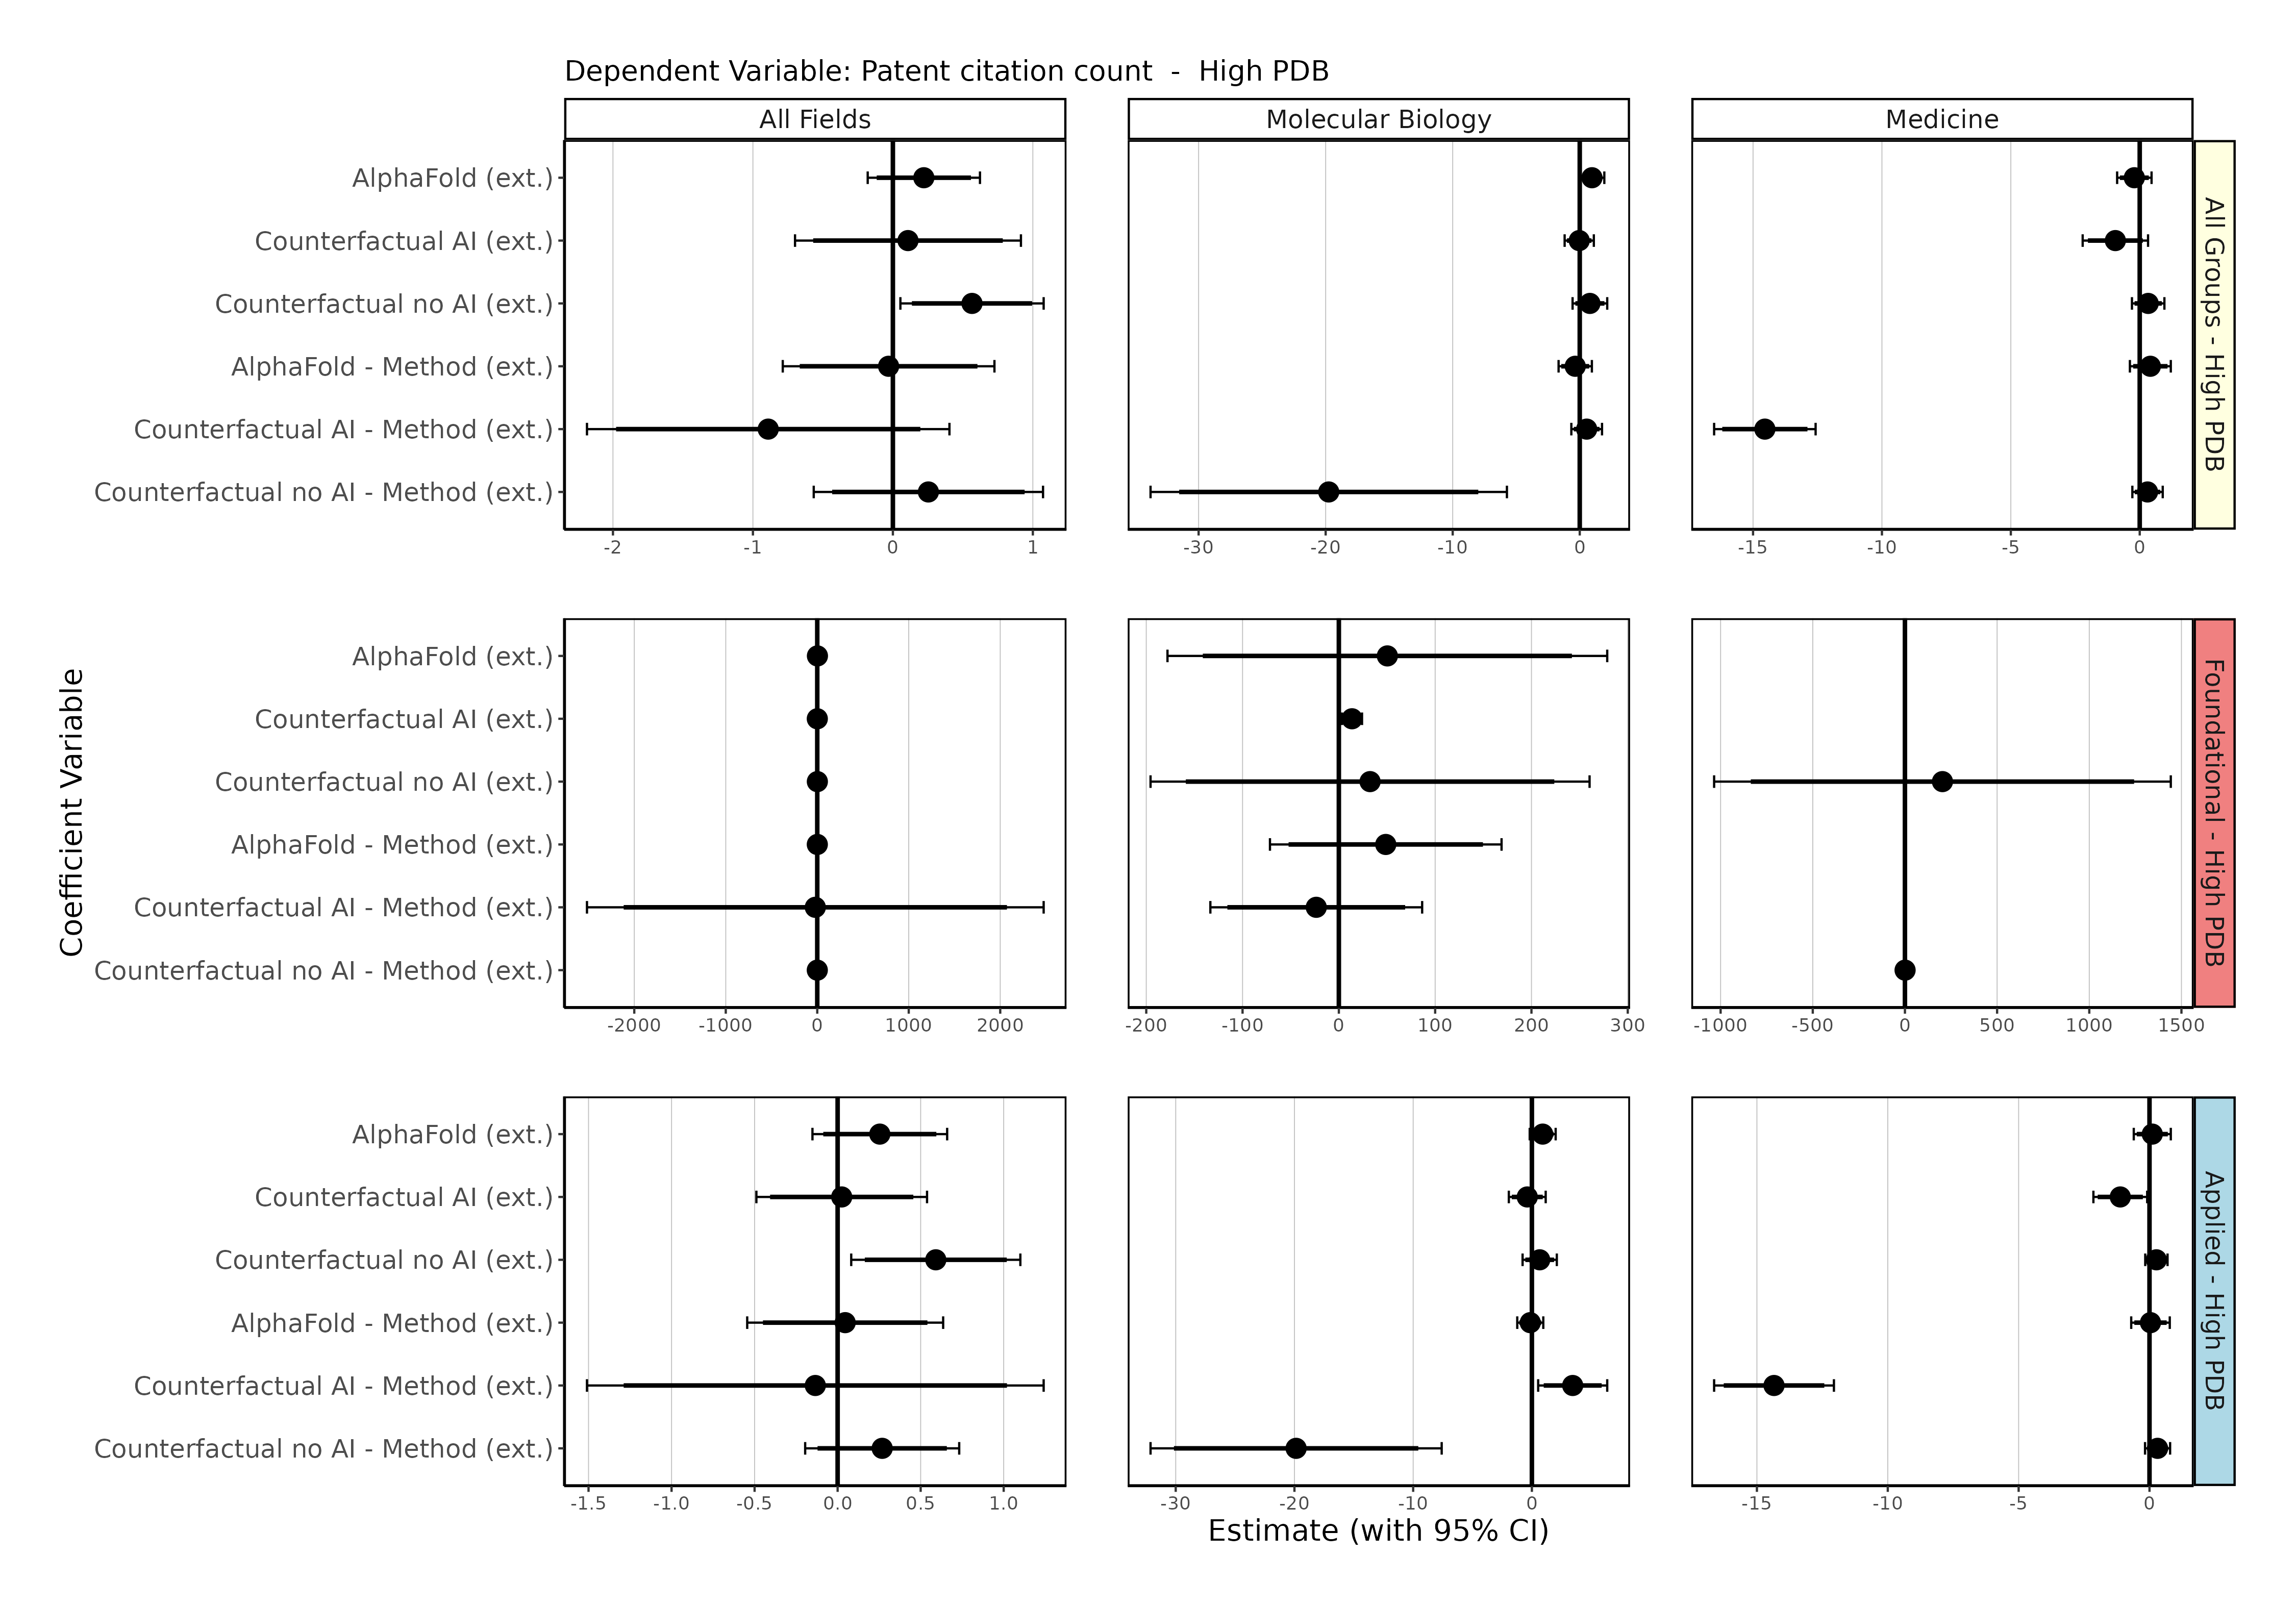 Dependent Variable: Patent citation count  -  High PDB
All Fields
Molecular Biology
Medicine
AlphaFold (ext.)
Counterfactual AI (ext.)
Counterfactual no AI (ext.)
AlphaFold - Method (ext.)
Counterfactual AI - Method (ext.)
Counterfactual no AI - Method (ext.)
-2 -1 0 1
-30 -20 -10 0
-15 -10 -5 0
All Groups - High PDB
Coefficient Variable
AlphaFold (ext.)
Counterfactual AI (ext.)
Counterfactual no AI (ext.)
AlphaFold - Method (ext.)
Counterfactual AI - Method (ext.)
Counterfactual no AI - Method (ext.)
-2000 -1000 0 1000 2000
-200 -100 0 100 200 300
-1000 -500 0 500 1000 1500
Foundational - High PDB
AlphaFold (ext.)
Counterfactual AI (ext.)
Counterfactual no AI (ext.)
AlphaFold - Method (ext.)
Counterfactual AI - Method (ext.)
Counterfactual no AI - Method (ext.)
-1.5 -1.0 -0.5 0.0 0.5 1.0
-30 -20 -10 0
-15 -10 -5 0
Applied - High PDB
Estimate (with 95% CI)